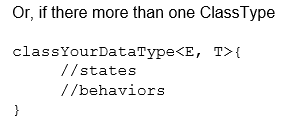 Or, if there more than one ClassType
classYourDataType<E, T>{
//states
//behaviors
}